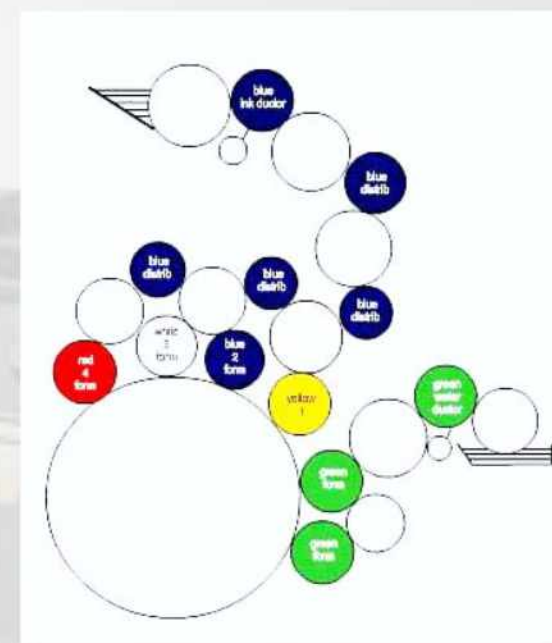 blue
ink ductor
blue
distrib
blue
distrib
blue
distrib
blue
distrib
white
3
form
blue
2
form
red
4
form
yellow
1
green
water
ductor
green
form
green
form